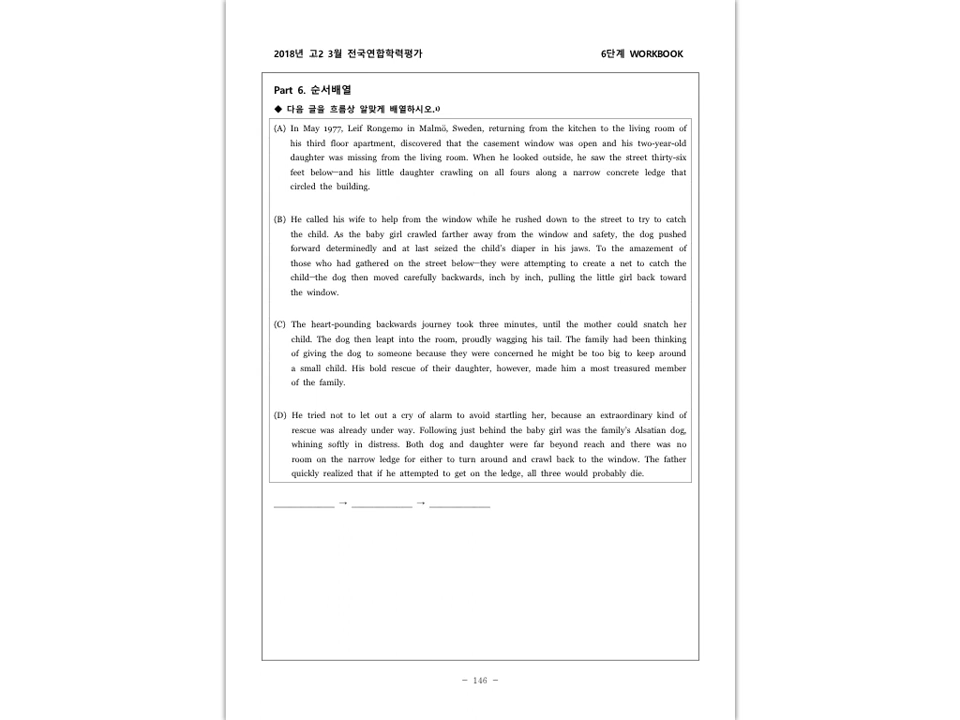 2018년 고2 3월 전국연합학력평가
6단계 WORKBOOK
Part 6. 순서배열
◆ 다음 글을 흐름상 알맞게 배열하시오.1)
(A) In May 1977, Leif Rongemo in Malmö, Sweden, returning from the kitchen to the living room of
his third floor apartment, discovered that the casement window was open and his two-year-old
daughter was missing from the living room. When he looked outside, he saw the street thirty-six
feet below—and his little daughter crawling on all fours along a narrow concrete ledge that
circled the building.
(B) He called his wife to help from the window while he rushed down to the street to try to catch
the child. As the baby girl crawled farther away from the window and safety, the dog pushed
forward determinedly and at last seized the child's diaper in his jaws. To the amazement of
those who had gathered on the street below—they were attempting to create a net to catch the
child—the dog then moved carefully backwards, inch by inch, pulling the little girl back toward
the window.
(C) The heart-pounding backwards journey took three minutes, until the mother could snatch her
child. The dog then leapt into the room, proudly wagging his tail. The family had been thinking
of giving the dog to someone because they were concerned he might be too big to keep around
a small child. His bold rescue of their daughter, however, made him a most treasured member
of the family.
(D) He tried not to let out a cry of alarm to avoid startling her, because an extraordinary kind of
rescue was already under way. Following just behind the baby girl was the family's Alsatian dog,
whining softly in distress. Both dog and daughter were far beyond reach and there was no
room on the narrow ledge for either to turn around and crawl back to the window. The father
quickly realized that if he attempted to get on the ledge, all three would probably die.
____________ → ____________ → ____________
- 146 -